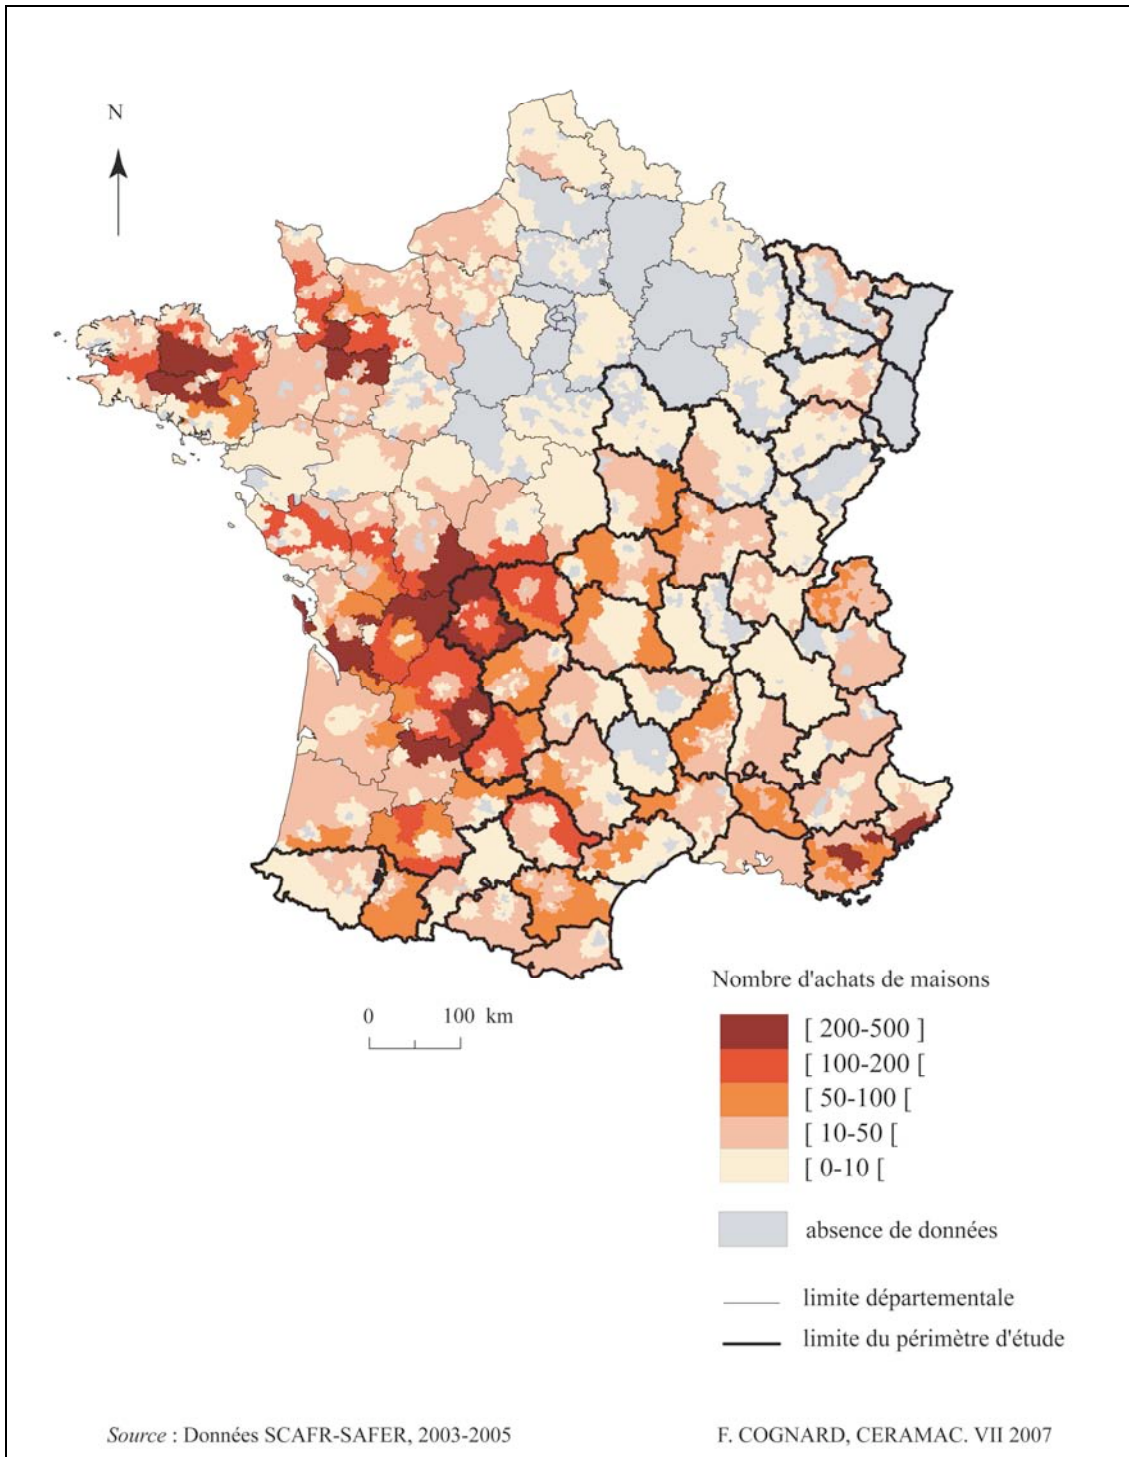 N
0 100 km
Nombre d'achats de maisons
[ 200-500 ]
[ 100-200 [
[ 50-100 [
[ 10-50 [
[ 0-10 [
absence de données
limite départementale
limite du périmètre d'étude
Source : Données SCAFR-SAFER, 2003-2005
F. COGNARD, CERAMAC. VII 2007